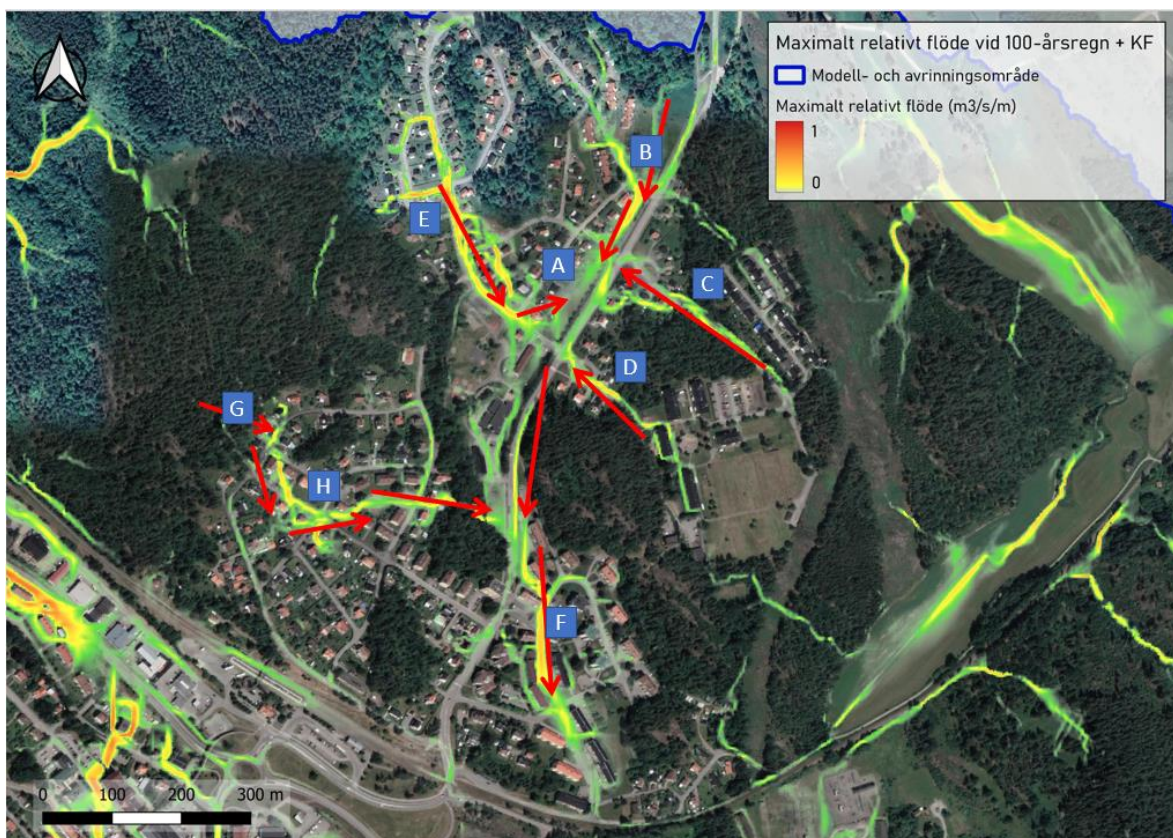 Maximalt relativt flöde vid 100-årsregn + KF
Modell- och avrinningsområde
Maximalt relativt flöde (m3/s/m)
1
0
B
E
A
C
D
G
H
F
0 100 200 300 m